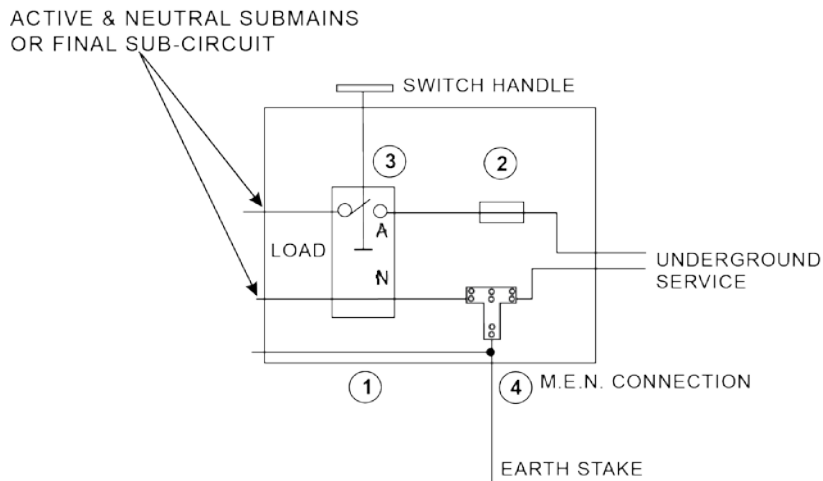 ACTIVE & NEUTRAL SUBMAINS
OR FINAL SUB-CIRCUIT
SWITCH HANDLE
3
2
A
LOAD
N
UNDERGROUND
SERVICE
1
4
M.E.N. CONNECTION
EARTH STAKE